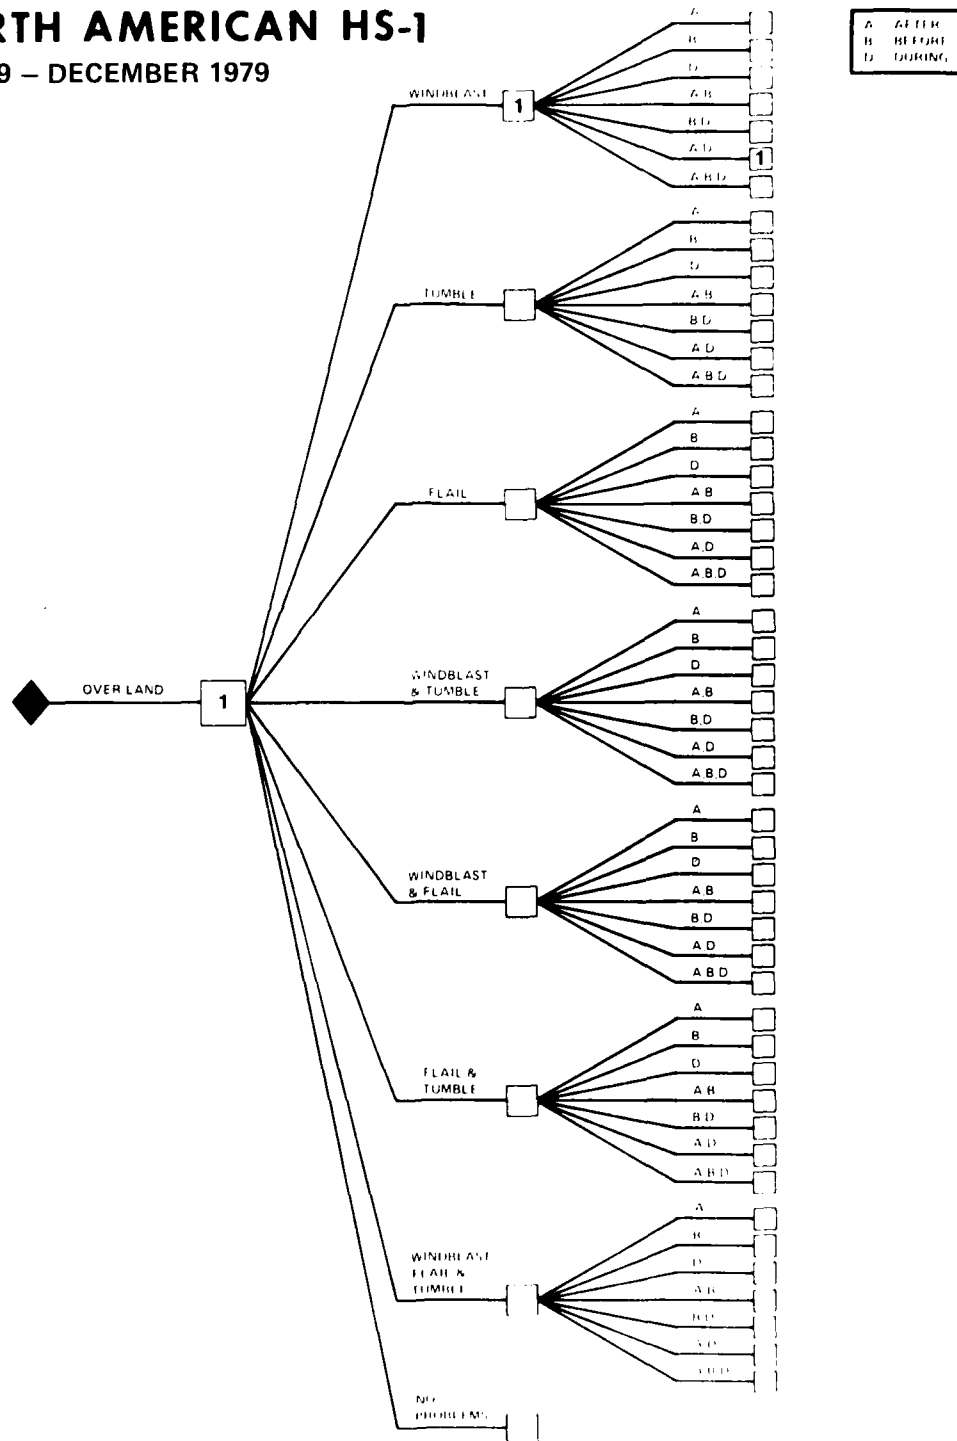 RTH AMERICAN HS-1
9 – DECEMBER 1979
A AFTER
B BEFORE
D DURING
OVER LAND
1
WINDBLAST
1
A
B
D
A,B
B,D
A,D
1
A,B,D
TUMBLE
A
B
D
A,B
B,D
A,D
A,B,D
FLAIL
A
B
D
A,B
B,D
A,D
A,B,D
WINDBLAST
& TUMBLE
A
B
D
A,B
B,D
A,D
A,B,D
WINDBLAST
& FLAIL
A
B
D
A,B
B,D
A,D
A,B,D
FLAIL &
TUMBLE
A
B
D
A,B
B,D
A,D
A,B,D
WINDBLAST
FLAIL &
TUMBLE
A
B
D
A,B
B,D
A,D
A,B,D
NO
PROBLEMS